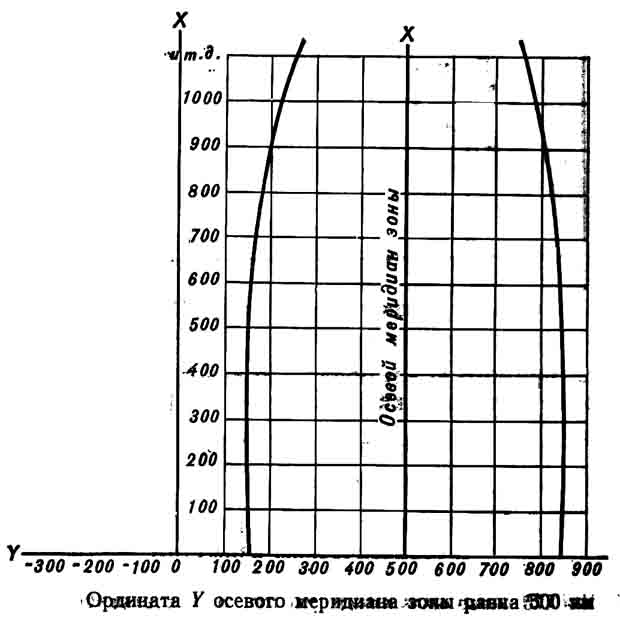 X
X
и т.д.
1000
900
800
700
600
500
400
300
200
100
Осевой меридиан зоны
Y
-300 -200 -100 0 100 200 300 400 500 600 700 800 900
Ордината Y осевого меридиана зоны равна 500 км